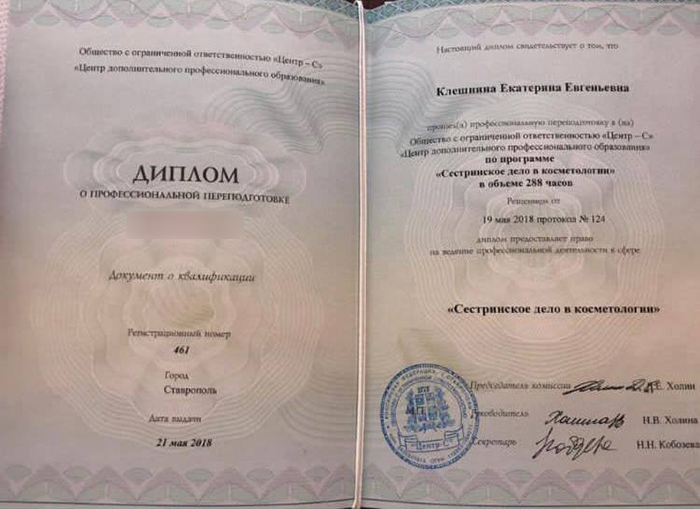 Общество с ограниченной ответственностью «Центр – С»
«Центр дополнительного профессионального образования»
ДИПЛОМ
О ПРОФЕССИОНАЛЬНОЙ ПЕРЕПОДГОТОВКЕ
Документ о квалификации
Регистрационный номер
461
Город
Ставрополь
Дата выдачи
21 мая 2018
Настоящий диплом свидетельствует о том, что
Клешнина Екатерина Евгеньевна
прошел(а) профессиональную переподготовку в (на)
Общество с ограниченной ответственностью «Центр – С»
«Центр дополнительного профессионального образования»
по программе
«Сестринское дело в косметологии»
в объеме 288 часов
Решением от
19 мая 2018 протокол № 124
диплом предоставляет право
на ведение профессиональной деятельности в сфере
«Сестринское дело в косметологии»
Председатель комиссии
Е. Холин
М.П.
Руководитель
Н.В. Холина
«Центр-С»
Секретарь
Н.Н. Кобозева